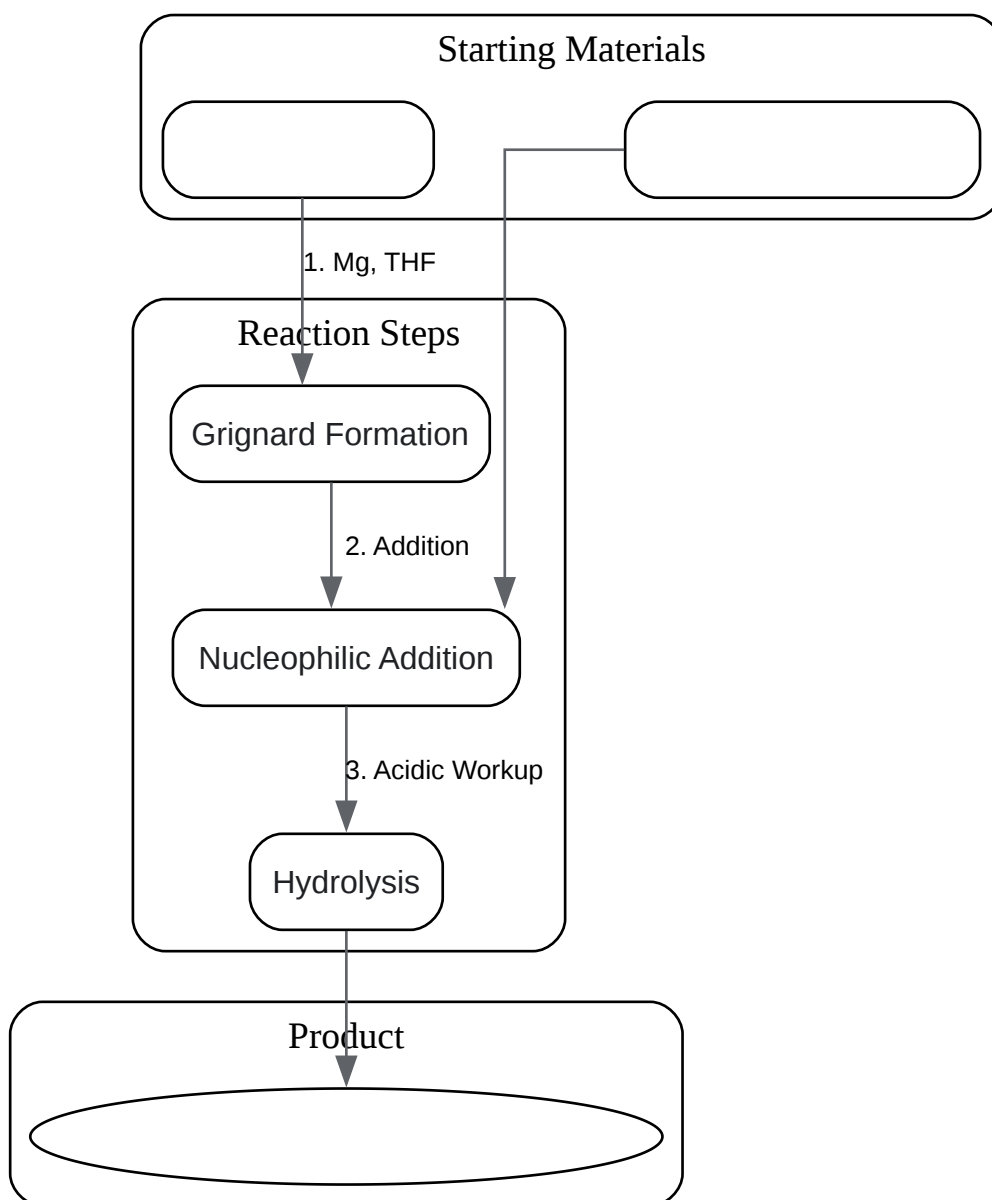 Starting Materials
1. Mg, THF
Reaction Steps
Grignard Formation
2. Addition
Nucleophilic Addition
3. Acidic Workup
Hydrolysis
Product